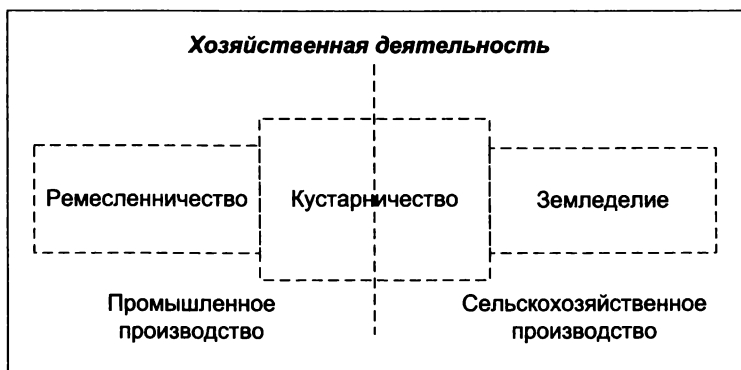 Хозяйственная деятельность
Ремесленничество
Кустарничество
Земледелие
Промышленное
производство
Сельскохозяйственное
производство